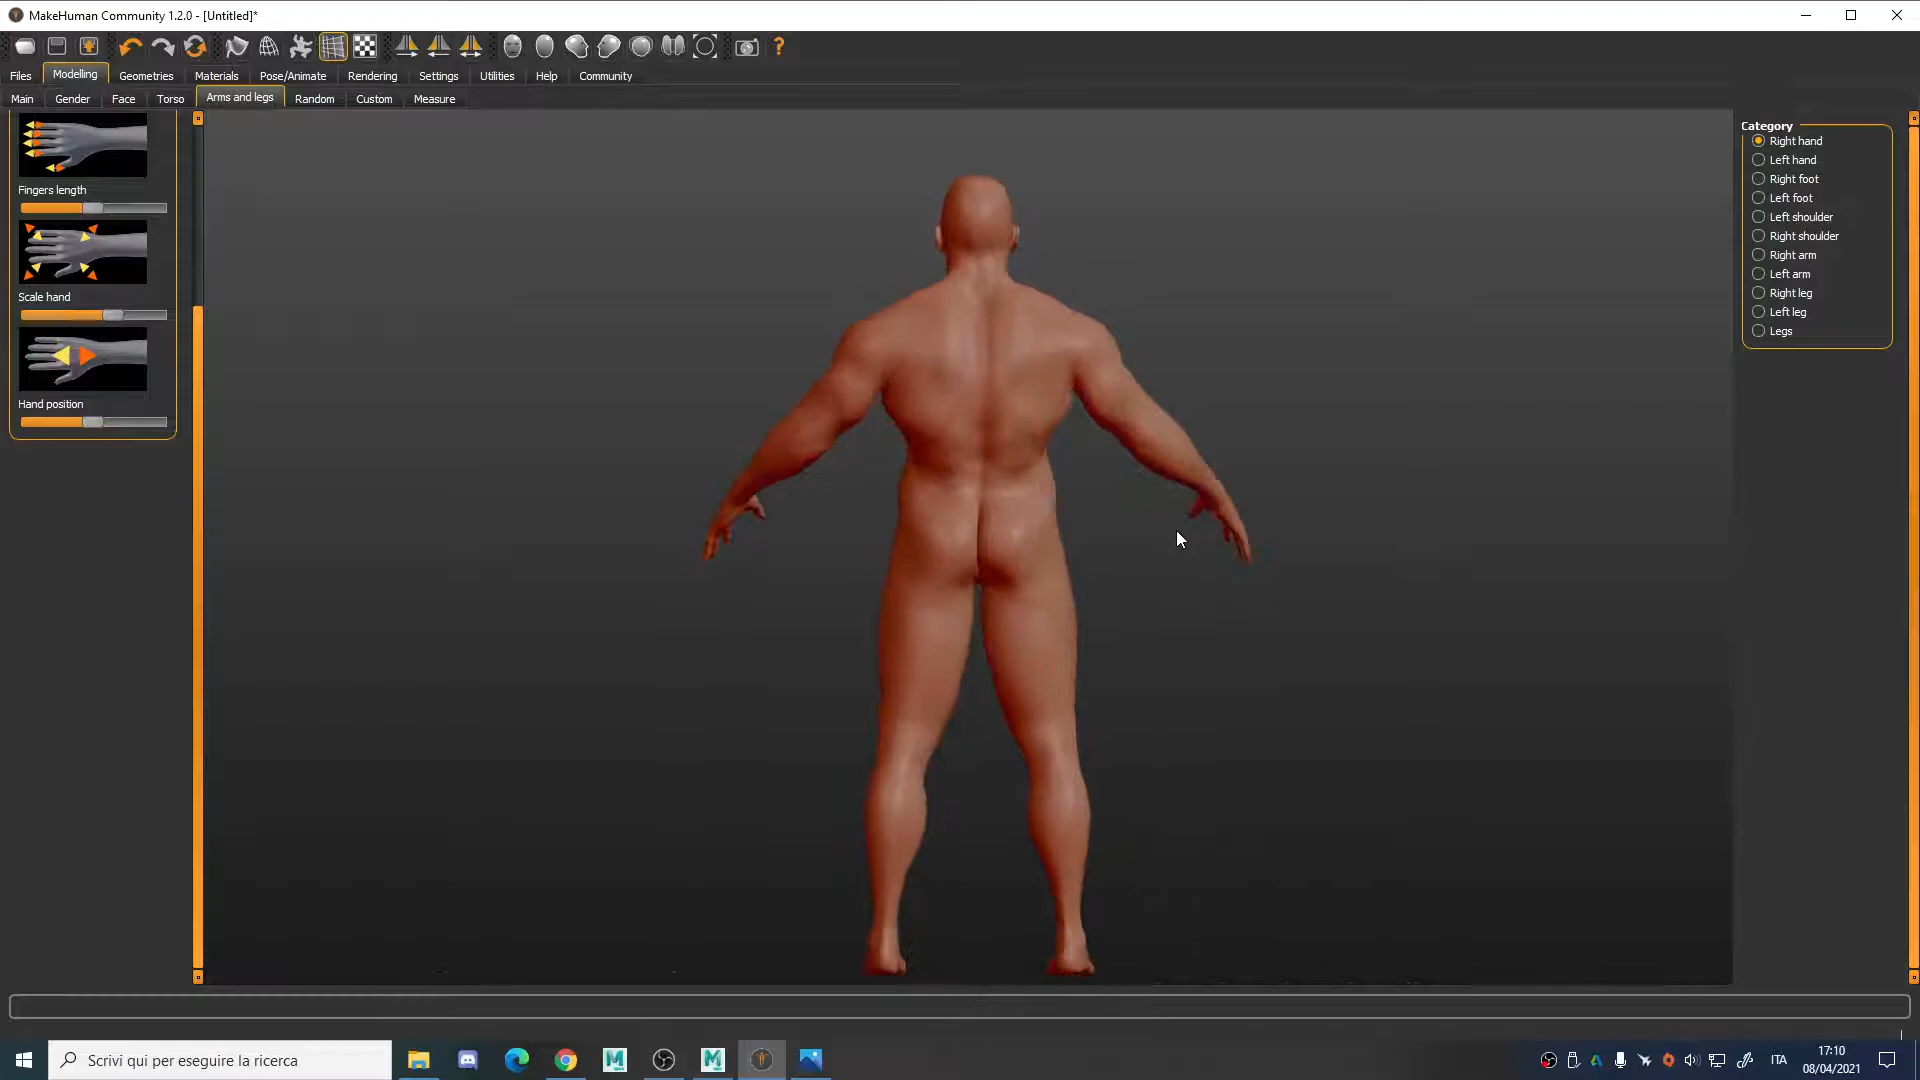 MakeHuman Community 1.2.0 - [Untitled]*
Files Modelling Geometries Materials Pose/Animate Rendering Settings Utilities Help Community
Main Gender Face Torso Arms and legs Random Custom Measure
Fingers length
Scale hand
Hand position
Category
Right hand
Left hand
Right foot
Left foot
Left shoulder
Right shoulder
Right arm
Left arm
Right leg
Left leg
Legs
Scrivi qui per eseguire la ricerca
ITA
17:10
08/04/2021